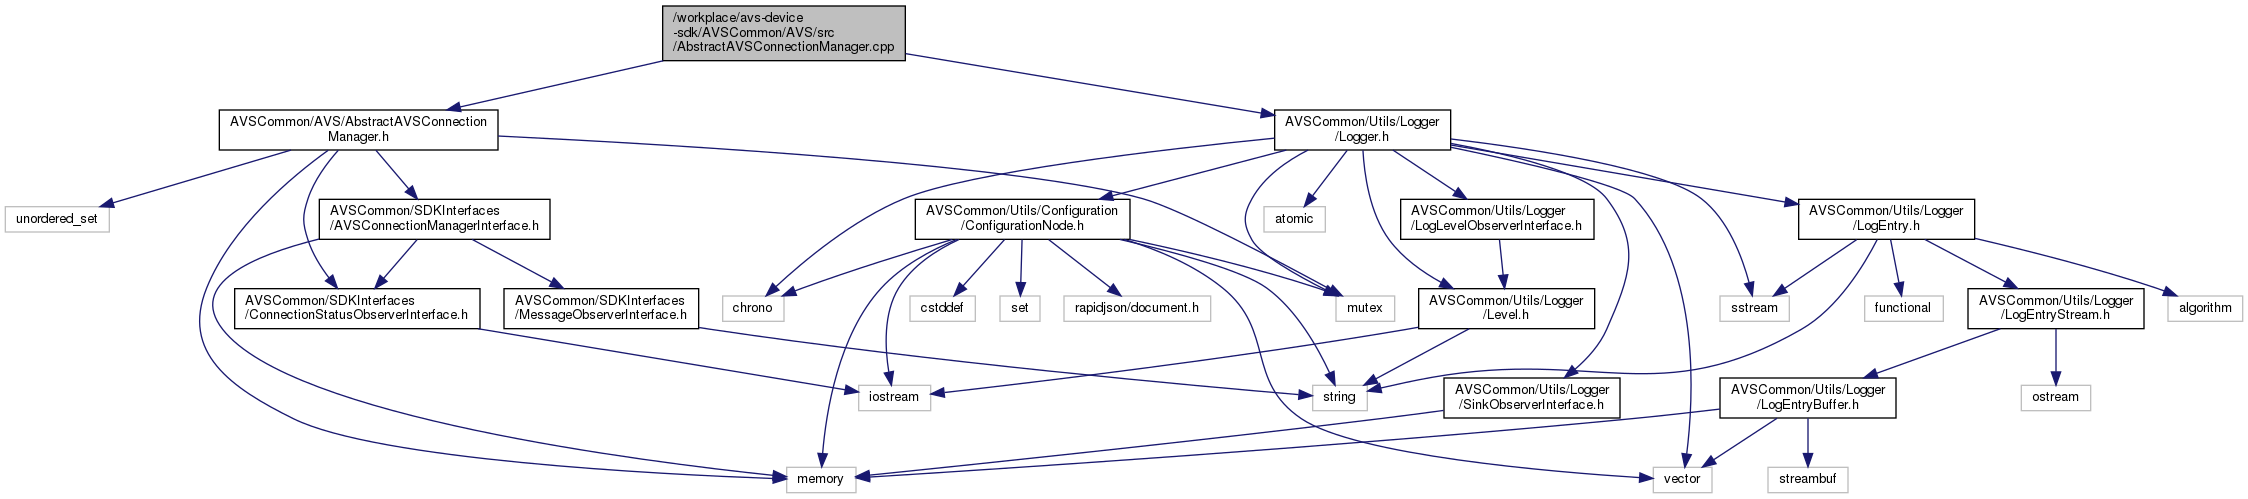 /workplace/avs-device
-sdk/AVSCommon/AVS/src
/AbstractAVSConnectionManager.cpp
AVSCommon/AVS/AbstractAVSConnection
Manager.h
AVSCommon/Utils/Logger
/Logger.h
unordered_set
AVSCommon/SDKInterfaces
/AVSConnectionManagerInterface.h
AVSCommon/Utils/Configuration
/ConfigurationNode.h
atomic
AVSCommon/Utils/Logger
/LogLevelObserverInterface.h
AVSCommon/Utils/Logger
/LogEntry.h
AVSCommon/SDKInterfaces
/ConnectionStatusObserverInterface.h
AVSCommon/SDKInterfaces
/MessageObserverInterface.h
chrono
cstddef
set
rapidjson/document.h
mutex
AVSCommon/Utils/Logger
/Level.h
sstream
functional
AVSCommon/Utils/Logger
/LogEntryStream.h
algorithm
iostream
string
AVSCommon/Utils/Logger
/SinkObserverInterface.h
AVSCommon/Utils/Logger
/LogEntryBuffer.h
ostream
memory
vector
streambuf